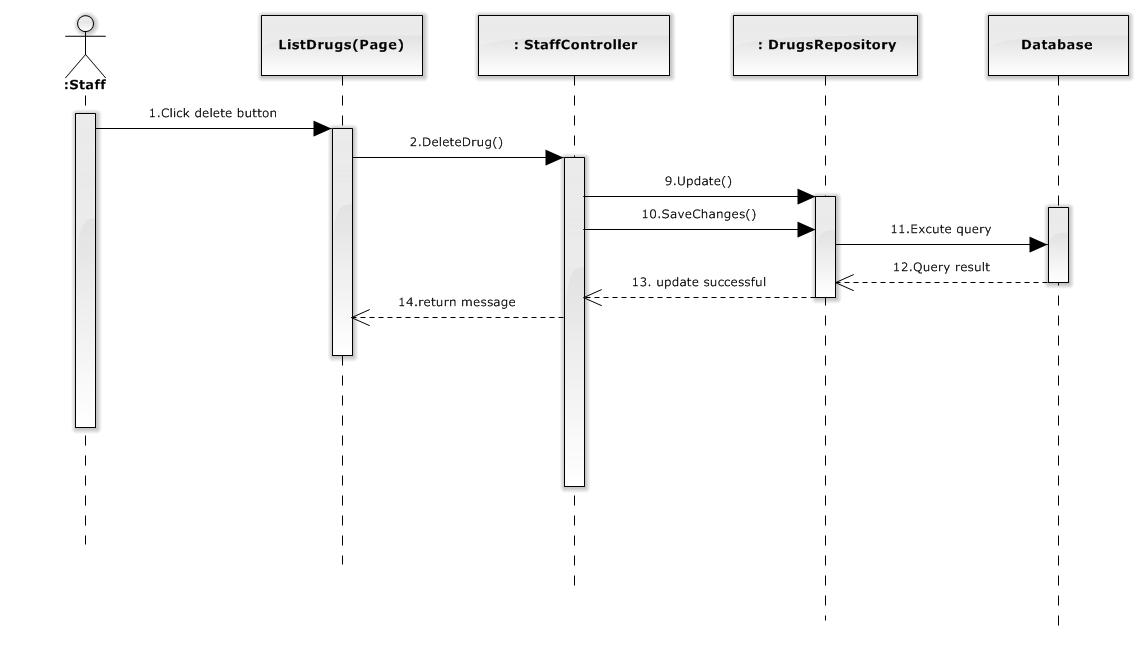 :Staff
ListDrugs(Page)
: StaffController
: DrugsRepository
Database
1.Click delete button
2.DeleteDrug()
9.Update()
10.SaveChanges()
11.Excute query
12.Query result
13. update successful
14.return message